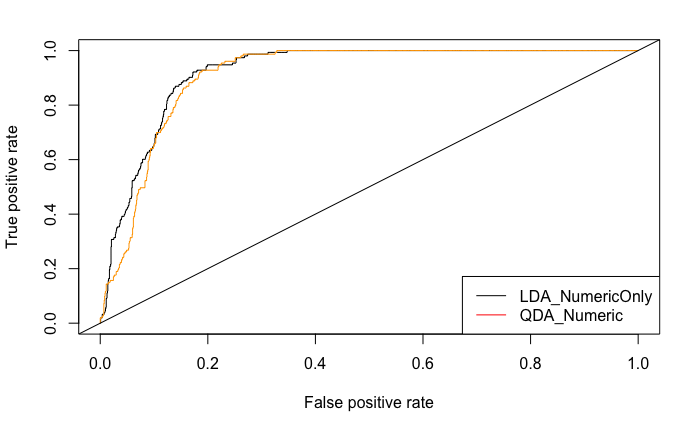 True positive rate
1.0
0.8
0.6
0.4
0.2
0.0
LDA_NumericOnly
QDA_Numeric
0.0 0.2 0.4 0.6 0.8 1.0
False positive rate